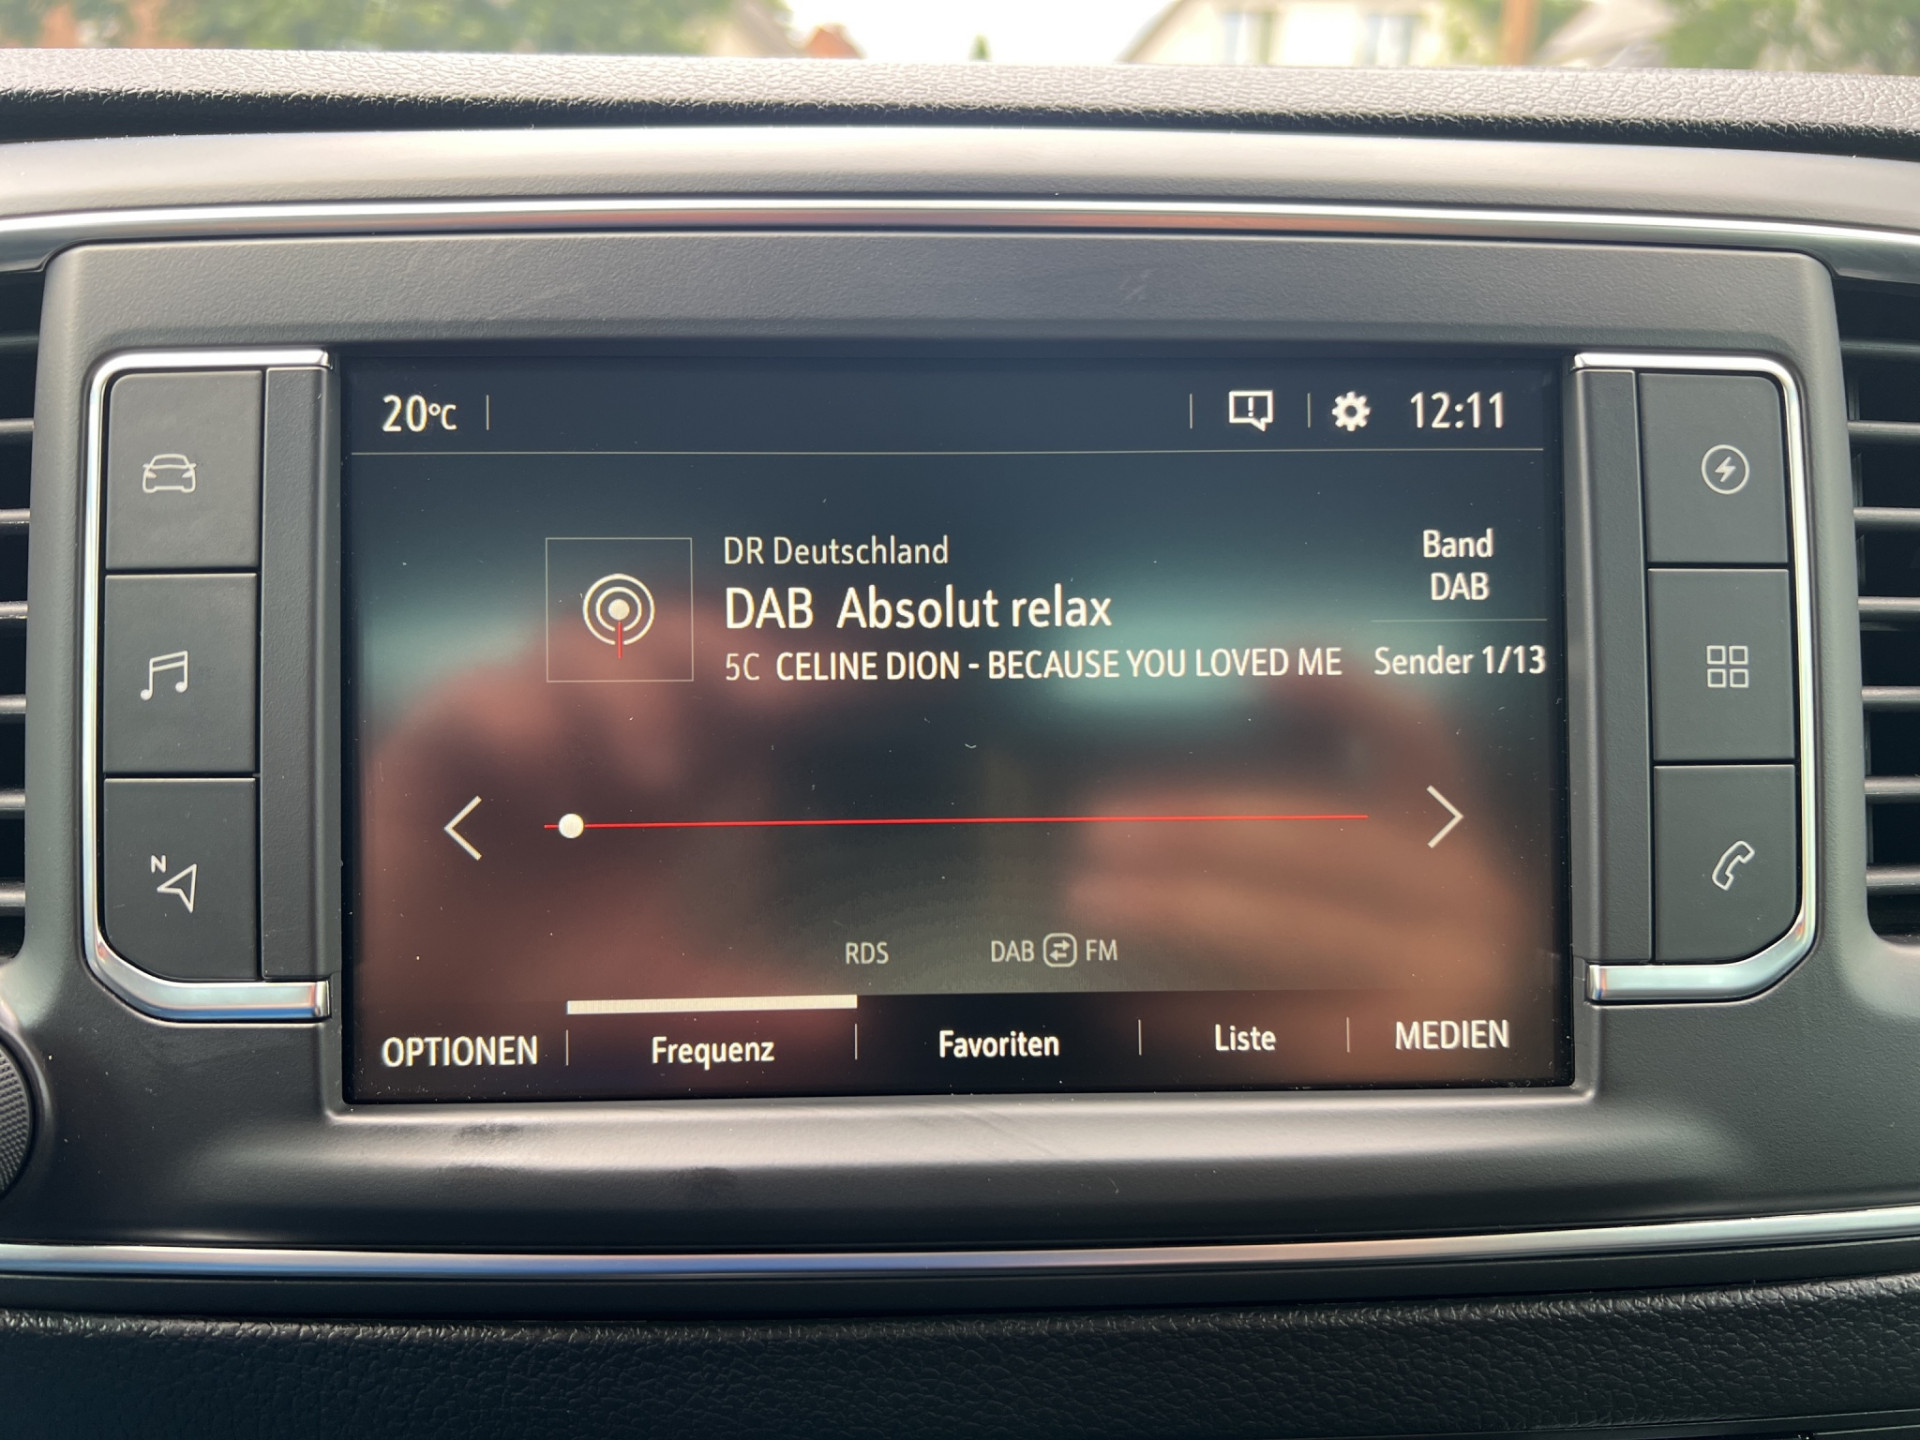 20°C
12:11
DR Deutschland
DAB Absolut relax
5C CELINE DION - BECAUSE YOU LOVED ME
Band
DAB
Sender 1/13
N
RDS
DAB FM
OPTIONEN
Frequenz
Favoriten
Liste
MEDIEN